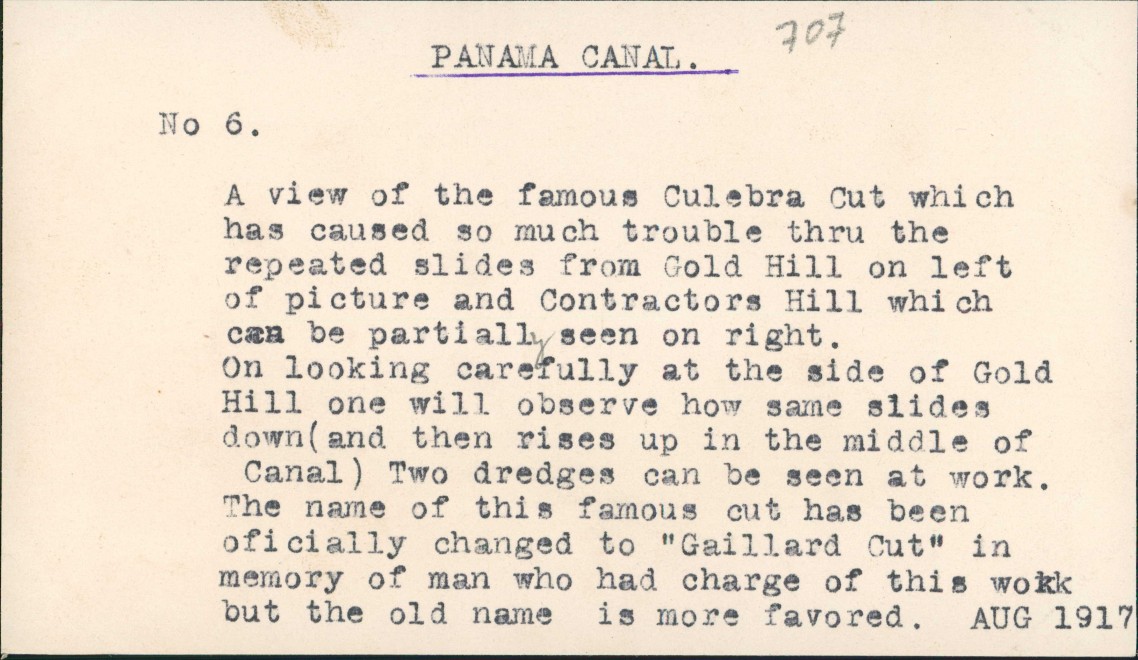 707
PANAMA CANAL.
No 6.
A view of the famous Culebra Cut which
has caused so much trouble thru the
repeated slides from Gold Hill on left
of picture and Contractors Hill which
can be partially seen on right.
On looking carefully at the side of Gold
Hill one will observe how same slides
down(and then rises up in the middle of
Canal) Two dredges can be seen at work.
The name of this famous cut has been
oficially changed to "Gaillard Cut" in
memory of man who had charge of this wokk
but the old name is more favored. AUG 1917